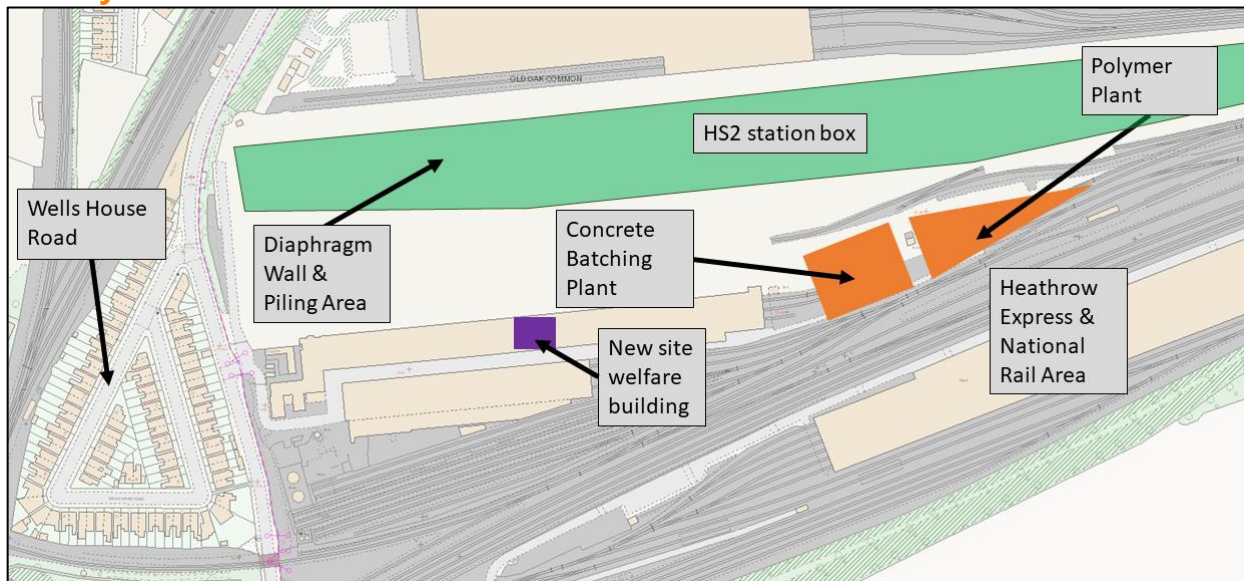 OLD OAK COMMON
Polymer
Plant
HS2 station box
Wells House
Road
Diaphragm
Wall &
Piling Area
Concrete
Batching
Plant
New site
welfare
building
Heathrow
Express &
National
Rail Area